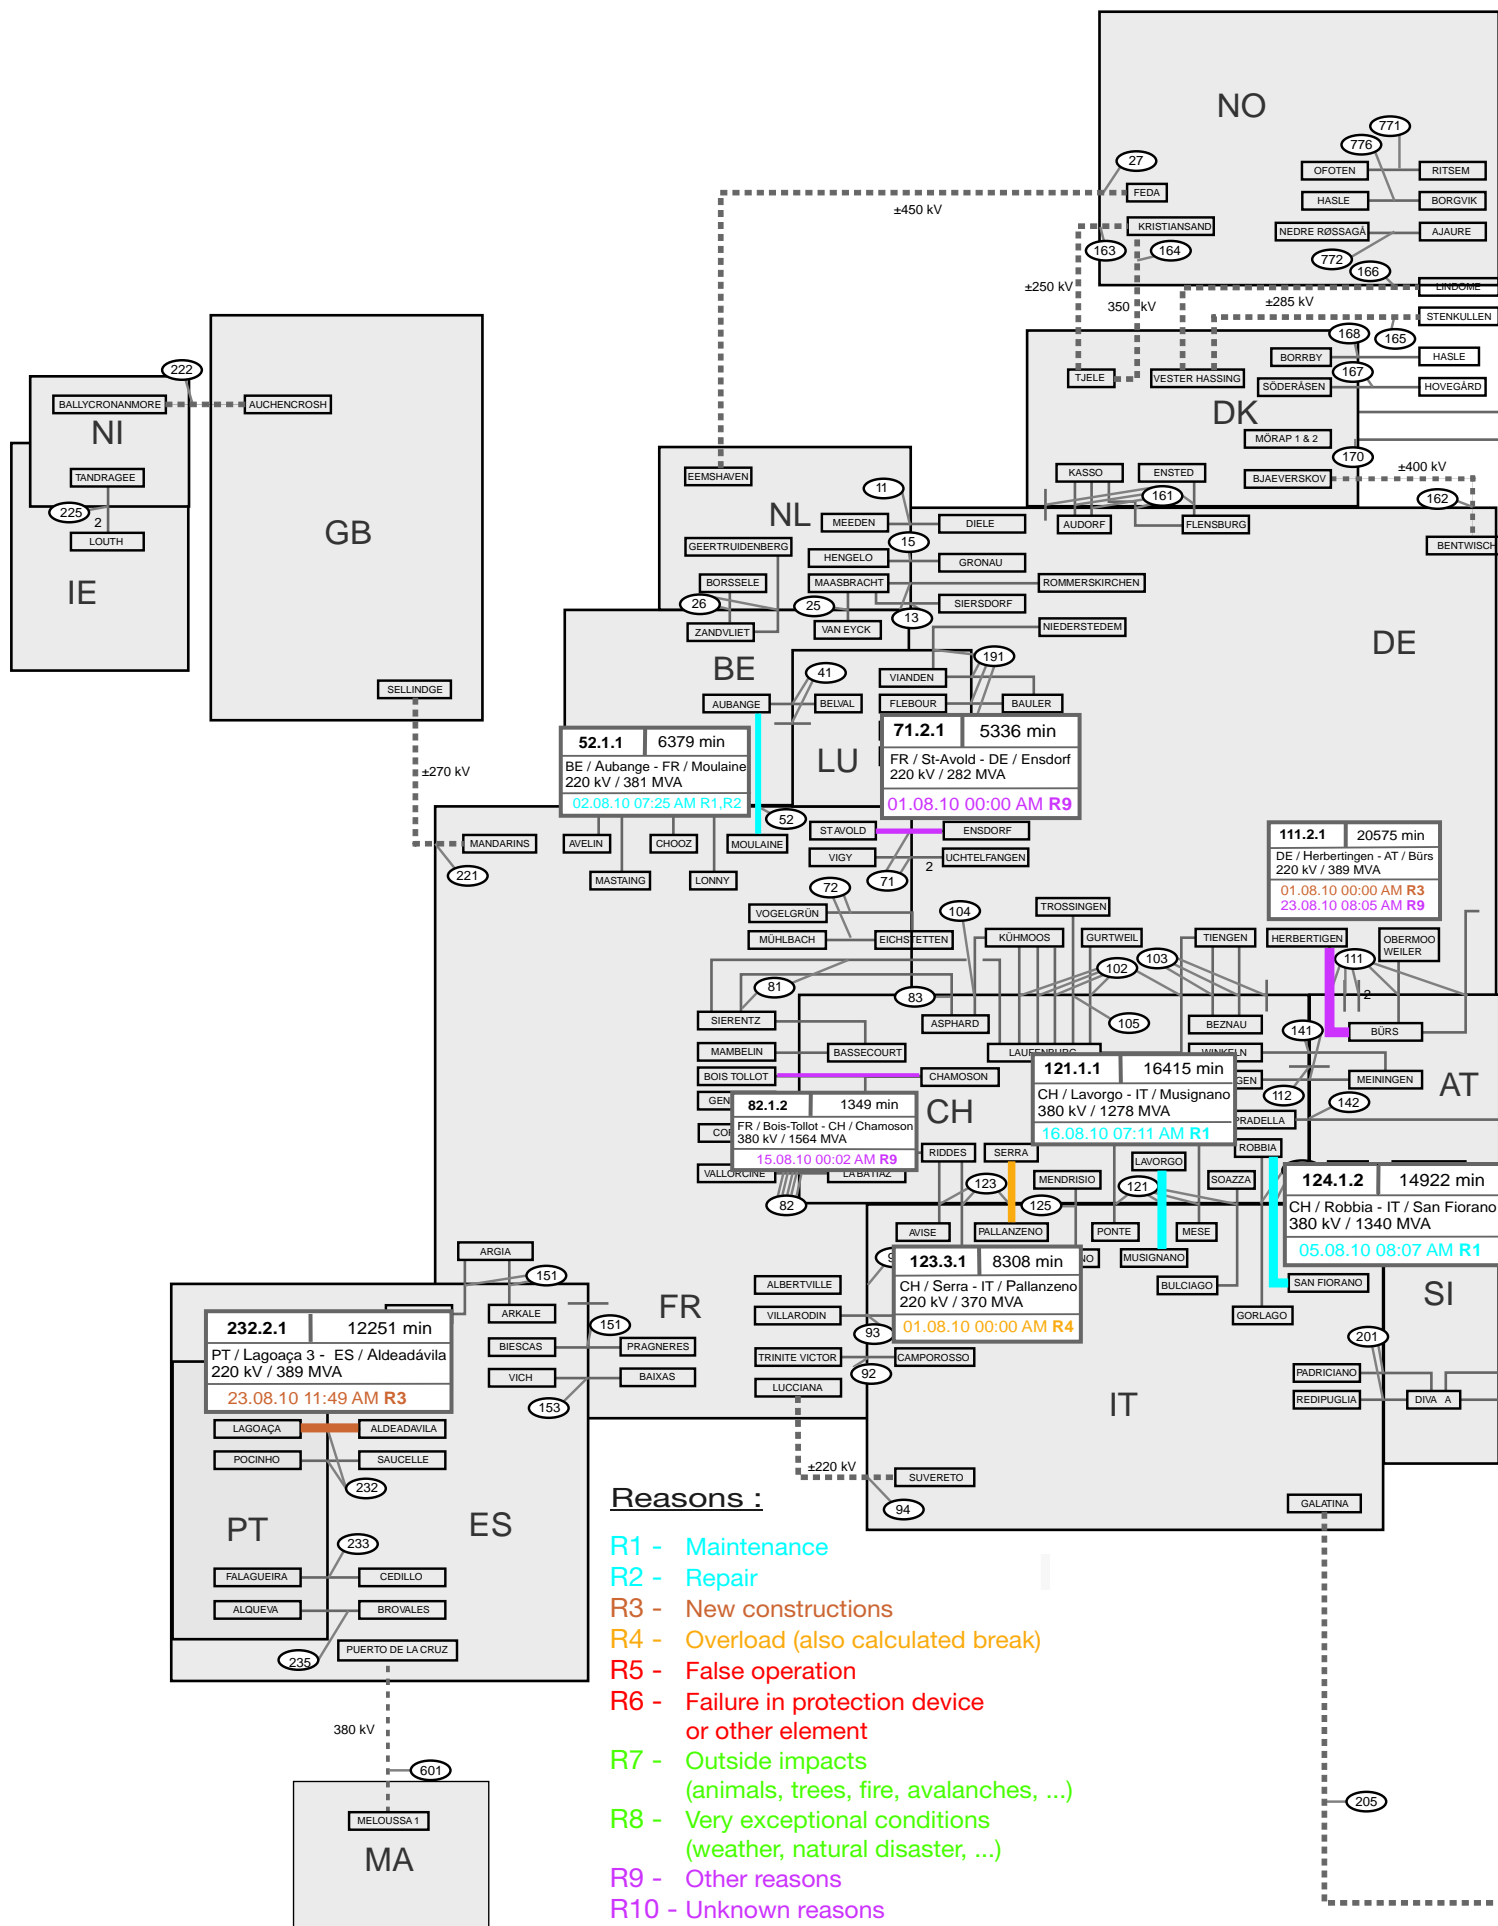 NO
771
776
27
OFOTEN
RITSEM
FEDA
HASLE
BORGVIK
±450 kV
KRISTIANSAND
NEDRE RØSSAGÅ
AJAURE
163
164
772
166
±250 kV
LINDOME
350 kV
±285 kV
STENKULLEN
168
165
BORRBY
HASLE
222
167
TJELE
VESTER HASSING
SÖDERÅSEN
HOVEGÅRD
BALLYCRONANMORE
AUCHENCROSH
DK
NI
MÖRAP 1 & 2
170
TANDRAGEE
EEMSHAVEN
KASSO
ENSTED
BJAEVERSKOV
±400 kV
11
161
162
225
2
NL
MEEDEN
DIELE
AUDORF
FLENSBURG
GB
LOUTH
GEERTRUIDENBERG
15
BENTWISCH
HENGELO
GRONAU
IE
BORSSELE
MAASBRACHT
ROMMERSKIRCHEN
26
25
SIERSDORF
13
ZANDVLIET
VAN EYCK
NIEDERSTEDEM
DE
191
BE
41
VIANDEN
SELLINDGE
AUBANGE
BELVAL
FLEBOUR
BAULER
52.1.1
6379 min
71.2.1
5336 min
LU
BE / Aubange - FR / Moulaine
220 kV / 381 MVA
FR / St-Avold - DE / Ensdorf
220 kV / 282 MVA
±270 kV
02.08.10 07:25 AM R1,R2
01.08.10 00:00 AM R9
52
ST AVOLD
ENSDORF
MANDARINS
AVELIN
CHOOZ
MOULAINE
111.2.1
20575 min
VIGY
UCHTELFANGEN
2
DE / Herbertingen - AT / Bürs
220 kV / 389 MVA
221
MASTAING
LONNY
71
72
01.08.10 00:00 AM R3
23.08.10 08:05 AM R9
TROSSINGEN
104
VOGELGRÜN
MÜHLBACH
EICHSTETTEN
KÜHMOOS
GURTWEIL
TIENGEN
HERBERTIGEN
OBERMOO
WEILER
102
103
111
81
83
2
SIERENTZ
ASPHARD
105
BEZNAU
141
BÜRS
MAMBELIN
BASSECOURT
LAUFENBURG
WINKELN
BOIS TOLLOT
CHAMOSON
121.1.1
16415 min
GEN
MEININGEN
AT
GEN
82.1.2
1349 min
CH
CH / Lavorgo - IT / Musignano
380 kV / 1278 MVA
112
142
FR / Bois-Tollot - CH / Chamoson
380 kV / 1564 MVA
PRADELLA
16.08.10 07:11 AM R1
15.08.10 00:02 AM R9
RIDDES
SERRA
ROBBIA
LAVORGO
VALLORCINE
LA BATIAZ
MENDRISIO
SOAZZA
123
121
124.1.2
14922 min
82
125
CH / Robbia - IT / San Fiorano
380 kV / 1340 MVA
AVISE
PALLANZENO
PONTE
MESE
05.08.10 08:07 AM R1
ARGIA
123.3.1
8308 min
NO
MUSIGNANO
151
ALBERTVILLE
CH / Serra - IT / Pallanzeno
220 kV / 370 MVA
BULCIAGO
SAN FIORANO
SI
FR
ARKALE
VILLARODIN
01.08.10 00:00 AM R4
GORLAGO
232.2.1
12251 min
151
93
201
PT / Lagoaça 3 - ES / Aldeadávila
220 kV / 389 MVA
BIESCAS
PRAGNERES
TRINITE VICTOR
CAMPOROSSO
PADRICIANO
VICH
BAIXAS
LUCCIANA
92
23.08.10 11:49 AM R3
153
IT
REDIPUGLIA
DIVA A
LAGOAÇA
ALDEADAVILA
POCINHO
SAUCELLE
±220 kV
SUVERETO
232
94
GALATINA
Reasons :
PT
ES
233
R1 - Maintenance
FALAGUEIRA
CEDILLO
R2 - Repair
ALQUEVA
BROVALES
R3 - New constructions
R4 - Overload (also calculated break)
235
PUERTO DE LA CRUZ
R5 - False operation
R6 - Failure in protection device
or other element
380 kV
R7 - Outside impacts
(animals, trees, fire, avalanches, ...)
601
205
MELOUSSA 1
R8 - Very exceptional conditions
(weather, natural disaster, ...)
MA
R9 - Other reasons
R10 - Unknown reasons